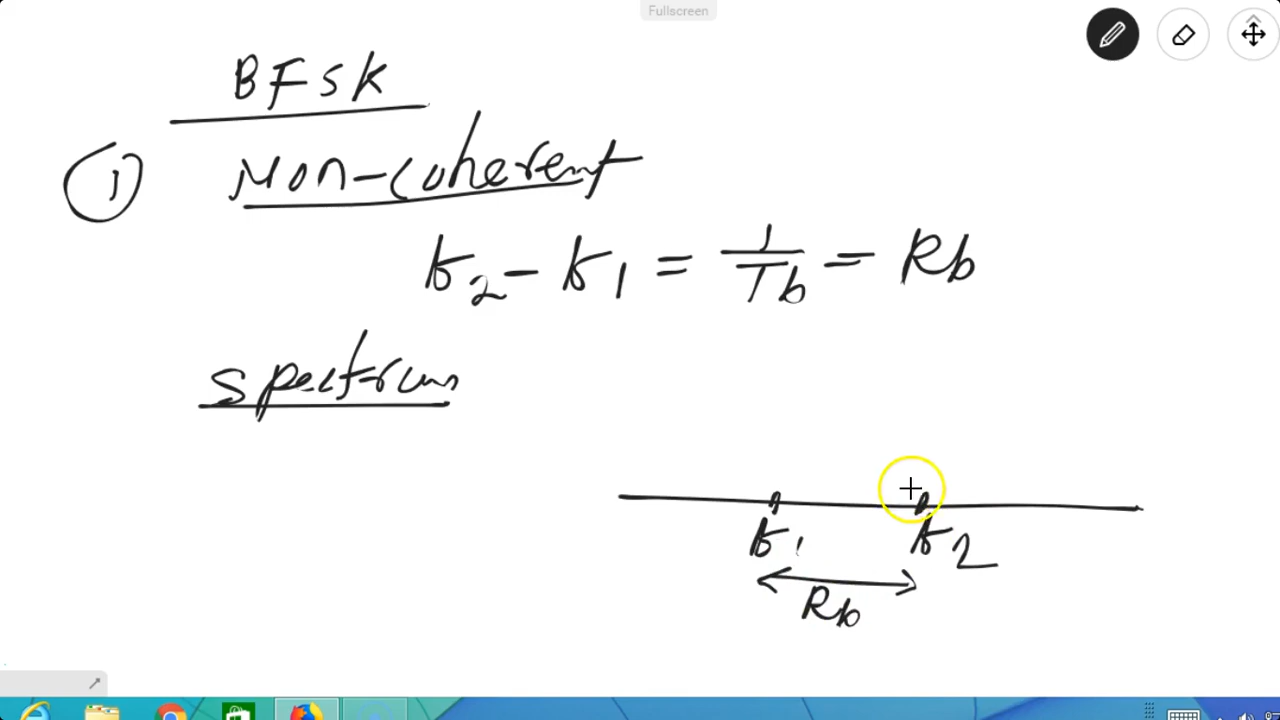 Fullscreen
BFSK
① Non-coherent
f₂ - f₁ = 1/Tb = Rb
Spectrum
f₁ f₂
Rb